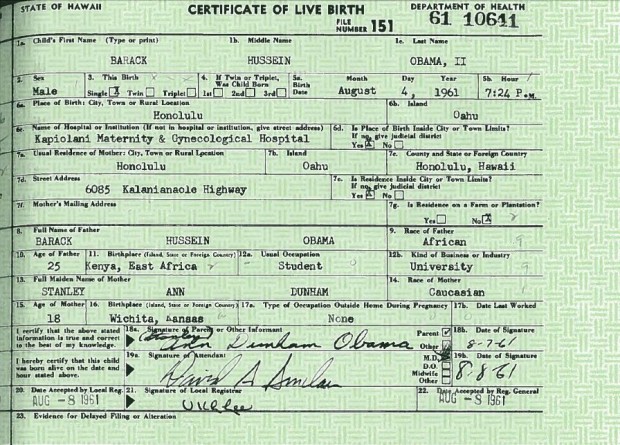 STATE OF HAWAII CERTIFICATE OF LIVE BIRTH DEPARTMENT OF HEALTH
FILE NUMBER 151 61 10641
1a. Child's First Name (Type or print) 1b. Middle Name 1c. Last Name
BARACK HUSSEIN OBAMA, II
2. Sex 3. This Birth 4. If Twin or Triplet, Was Child Born 5a. Birth Date Month Day Year 5b. Hour
Male Single X Twin Triplet 1st 2nd 3rd August 4, 1961 7:24 P.M.
6a. Place of Birth: City, Town or Rural Location 6b. Island
Honolulu Oahu
6c. Name of Hospital or Institution (If not in hospital or institution, give street address) 6d. Is Place of Birth Inside City or Town Limits? If no, give judicial district
Kapiolani Maternity & Gynecological Hospital Yes X No
7a. Usual Residence of Mother: City, Town or Rural Location 7b. Island 7c. County and State or Foreign Country
Honolulu Oahu Honolulu, Hawaii
7d. Street Address 7e. Is Residence Inside City or Town Limits? If no, give judicial district
6085 Kalanianaole Highway Yes X No
7f. Mother's Mailing Address 7g. Is Residence on a Farm or Plantation?
Yes No X
8. Full Name of Father 9. Race of Father
BARACK HUSSEIN OBAMA African
10. Age of Father 11. Birthplace (Island, State or Foreign Country) 12a. Usual Occupation 12b. Kind of Business or Industry
25 Kenya, East Africa Student University
13. Full Maiden Name of Mother 14. Race of Mother
STANLEY ANN DUNHAM Caucasian
15. Age of Mother 16. Birthplace (Island, State or Foreign Country) 17a. Type of Occupation Outside Home During Pregnancy 17b. Date Last Worked
18 Wichita, Kansas None
I certify that the above stated information is true and correct to the best of my knowledge. 18a. Signature of Parent or Other Informant Parent Other 18b. Date of Signature
(Stanley) Ann Dunham Obama 8-7-61
I hereby certify that this child was born alive on the date and hour stated above. 19a. Signature of Attendant M.D. D.O. Midwife Other 19b. Date of Signature
David A Sinclair 8-8-61
20. Date Accepted by Local Reg. 21. Signature of Local Registrar 22. Date Accepted by Reg. General
AUG -8 1961 UKLLee AUG -8 1961
23. Evidence for Delayed Filing or Alteration